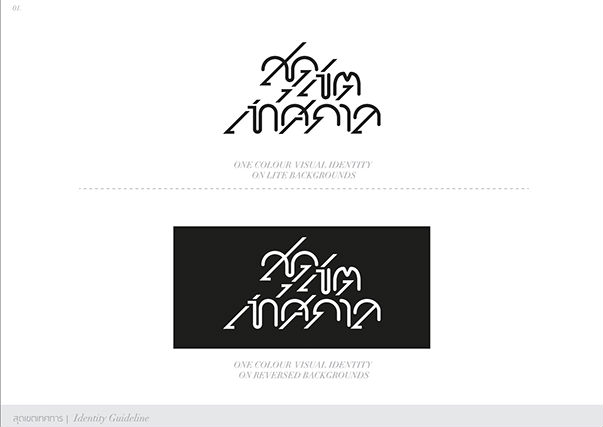 01.
สุดเขต
เทศกาล
ONE COLOUR VISUAL IDENTITY
ON LITE BACKGROUNDS
สุดเขต
เทศกาล
ONE COLOUR VISUAL IDENTITY
ON REVERSED BACKGROUNDS
สุดเขตเทศการ | Identity Guideline